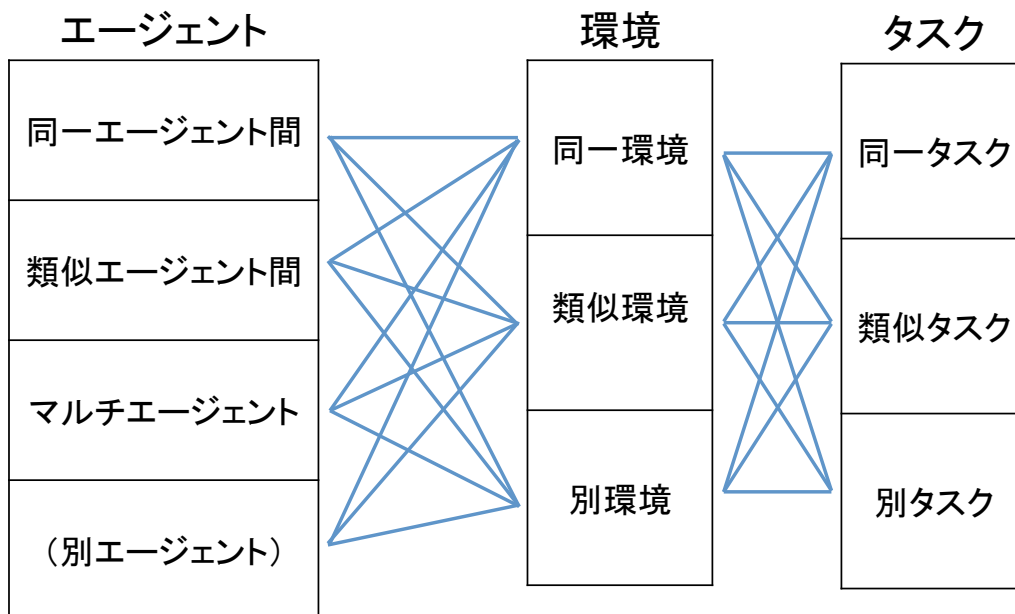 エージェント
同一エージェント間
類似エージェント間
マルチエージェント
（別エージェント）
環境
同一環境
類似環境
別環境
タスク
同一タスク
類似タスク
別タスク